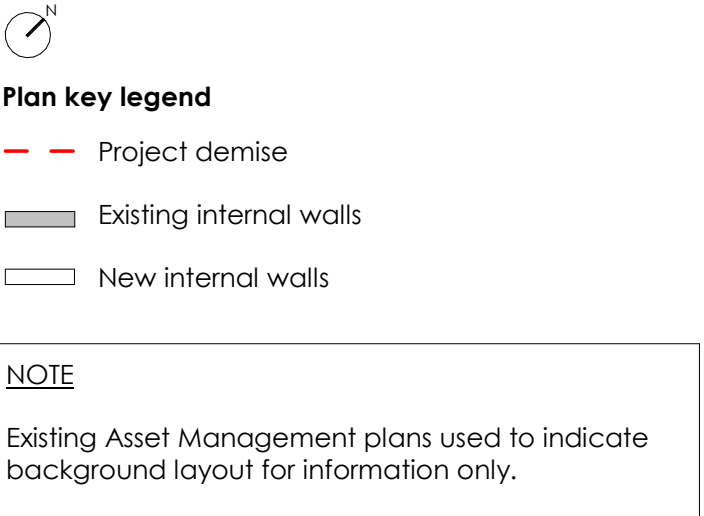 N
Plan key legend
Project demise
Existing internal walls
New internal walls
NOTE
Existing Asset Management plans used to indicate
background layout for information only.